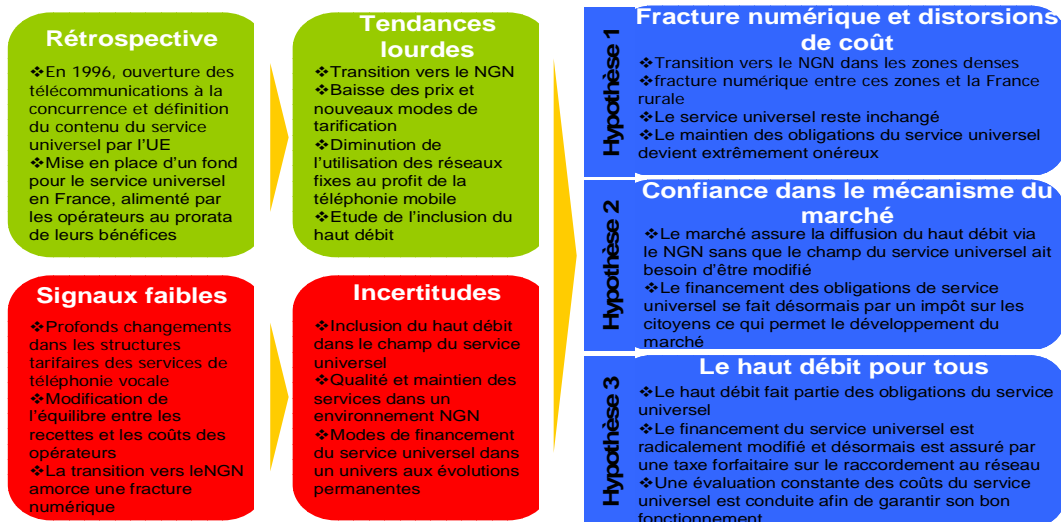 Rétrospective
❖En 1996, ouverture des
télécommunications à la
concurrence et définition
du contenu du service
universel par l'UE
❖Mise en place d'un fond
pour le service universel
en France, alimenté par
les opérateurs au prorata
de leurs bénéfices
Tendances
lourdes
❖Transition vers le NGN
❖Baisse des prix et
nouveaux modes de
tarification
❖Diminution de
l'utilisation des réseaux
fixes au profit de la
téléphonie mobile
❖Etude de l'inclusion du
haut débit
Signaux faibles
❖Profonds changements
dans les structures
tarifaires des services de
téléphonie vocale
❖Modification de
l'équilibre entre les
recettes et les coûts des
opérateurs
❖La transition vers leNGN
amorce une fracture
numérique
Incertitudes
❖Inclusion du haut débit
dans le champ du service
universel
❖Qualité et maintien des
services dans un
environnement NGN
❖Modes de financement
du service universel dans
un univers aux évolutions
permanentes
Hypothèse 1
Fracture numérique et distorsions
de coût
❖Transition vers le NGN dans les zones denses
❖fracture numérique entre ces zones et la France
rurale
❖Le service universel reste inchangé
❖Le maintien des obligations du service universel
devient extrêmement onéreux
Hypothèse 2
Confiance dans le mécanisme du
marché
❖Le marché assure la diffusion du haut débit via
le NGN sans que le champ du service universel ait
besoin d'être modifié
❖Le financement des obligations de service
universel se fait désormais par un impôt sur les
citoyens ce qui permet le développement du
marché
Hypothèse 3
Le haut débit pour tous
❖Le haut débit fait partie des obligations du service
universel
❖Le financement du service universel est
radicalement modifié et désormais est assuré par
une taxe forfaitaire sur le raccordement au réseau
❖Une évaluation constante des coûts du service
universel est conduite afin de garantir son bon
fonctionnement